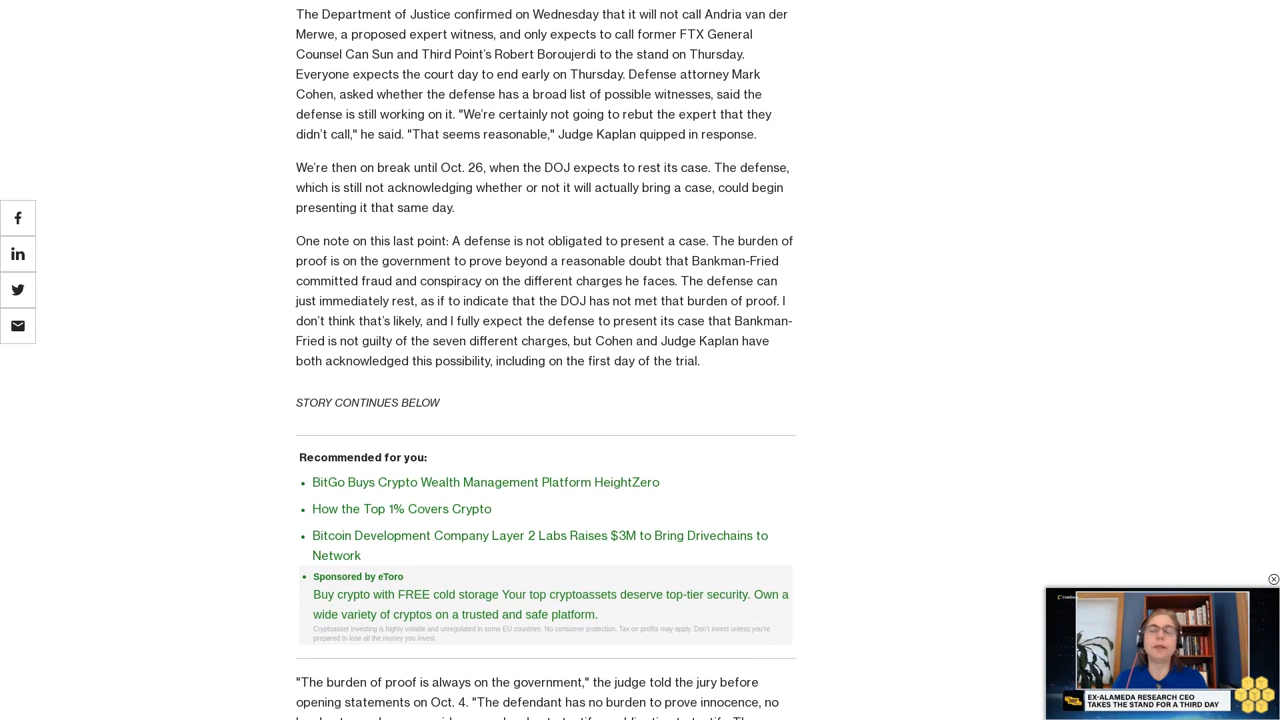 The Department of Justice confirmed on Wednesday that it will not call Andria van der
Merwe, a proposed expert witness, and only expects to call former FTX General
Counsel Can Sun and Third Point’s Robert Boroujerdi to the stand on Thursday.
Everyone expects the court day to end early on Thursday. Defense attorney Mark
Cohen, asked whether the defense has a broad list of possible witnesses, said the
defense is still working on it. "We’re certainly not going to rebut the expert that they
didn’t call," he said. "That seems reasonable," Judge Kaplan quipped in response.
We’re then on break until Oct. 26, when the DOJ expects to rest its case. The defense,
which is still not acknowledging whether or not it will actually bring a case, could begin
presenting it that same day.
One note on this last point: A defense is not obligated to present a case. The burden of
proof is on the government to prove beyond a reasonable doubt that Bankman-Fried
committed fraud and conspiracy on the different charges he faces. The defense can
just immediately rest, as if to indicate that the DOJ has not met that burden of proof. I
don’t think that’s likely, and I fully expect the defense to present its case that Bankman-
Fried is not guilty of the seven different charges, but Cohen and Judge Kaplan have
both acknowledged this possibility, including on the first day of the trial.
STORY CONTINUES BELOW
Recommended for you:
• BitGo Buys Crypto Wealth Management Platform HeightZero
• How the Top 1% Covers Crypto
• Bitcoin Development Company Layer 2 Labs Raises $3M to Bring Drivechains to
Network
• Sponsored by eToro
Buy crypto with FREE cold storage Your top cryptoassets deserve top-tier security. Own a
wide variety of cryptos on a trusted and safe platform.
Cryptoasset investing is highly volatile and unregulated in some EU countries. No consumer protection. Tax on profits may apply. Don’t invest unless you’re
prepared to lose all the money you invest.
"The burden of proof is always on the government," the judge told the jury before
opening statements on Oct. 4. "The defendant has no burden to prove innocence, no
EX-ALAMEDA RESEARCH CEO
TAKES THE STAND FOR A THIRD DAY